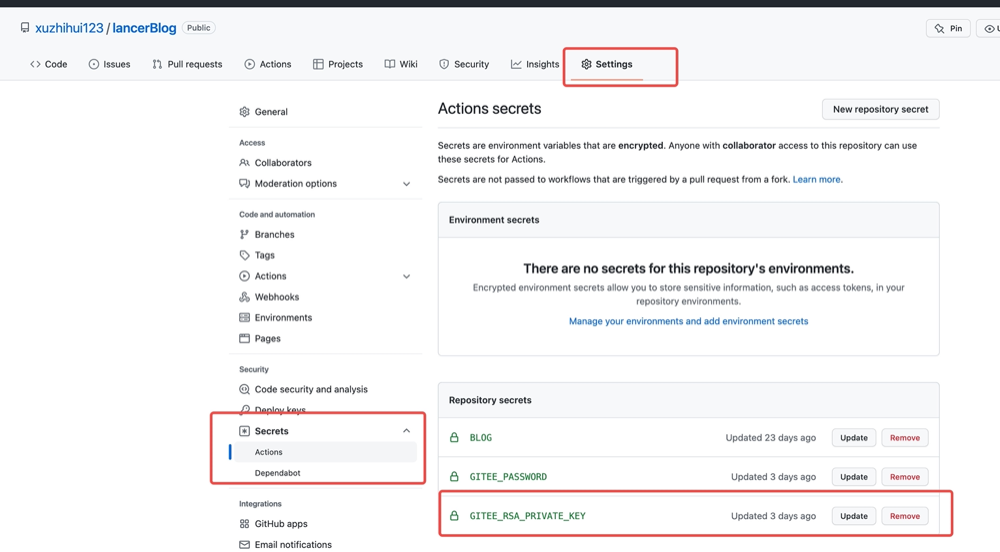 xuzhihui123 / lancerBlog Public
Pin
Code Issues Pull requests Actions Projects Wiki Security Insights Settings
General
Access
Collaborators
Moderation options
Code and automation
Branches
Tags
Actions
Webhooks
Environments
Pages
Security
Code security and analysis
Deploy keys
Secrets
Actions
Dependabot
Integrations
GitHub apps
Email notifications
Actions secrets
New repository secret
Secrets are environment variables that are encrypted. Anyone with collaborator access to this repository can use
these secrets for Actions.
Secrets are not passed to workflows that are triggered by a pull request from a fork. Learn more.
Environment secrets
There are no secrets for this repository's environments.
Encrypted environment secrets allow you to store sensitive information, such as access tokens, in your
repository environments.
Manage your environments and add environment secrets
Repository secrets
BLOG Updated 23 days ago Update Remove
GITEE_PASSWORD Updated 3 days ago Update Remove
GITEE_RSA_PRIVATE_KEY Updated 3 days ago Update Remove